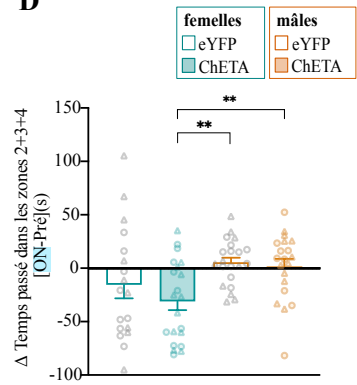 D
femelles
eYFP
ChETA
mâles
eYFP
ChETA
Δ Temps passé dans les zones 2+3+4
[ON-Pré](s)
150
100
50
0
-50
-100
**
**